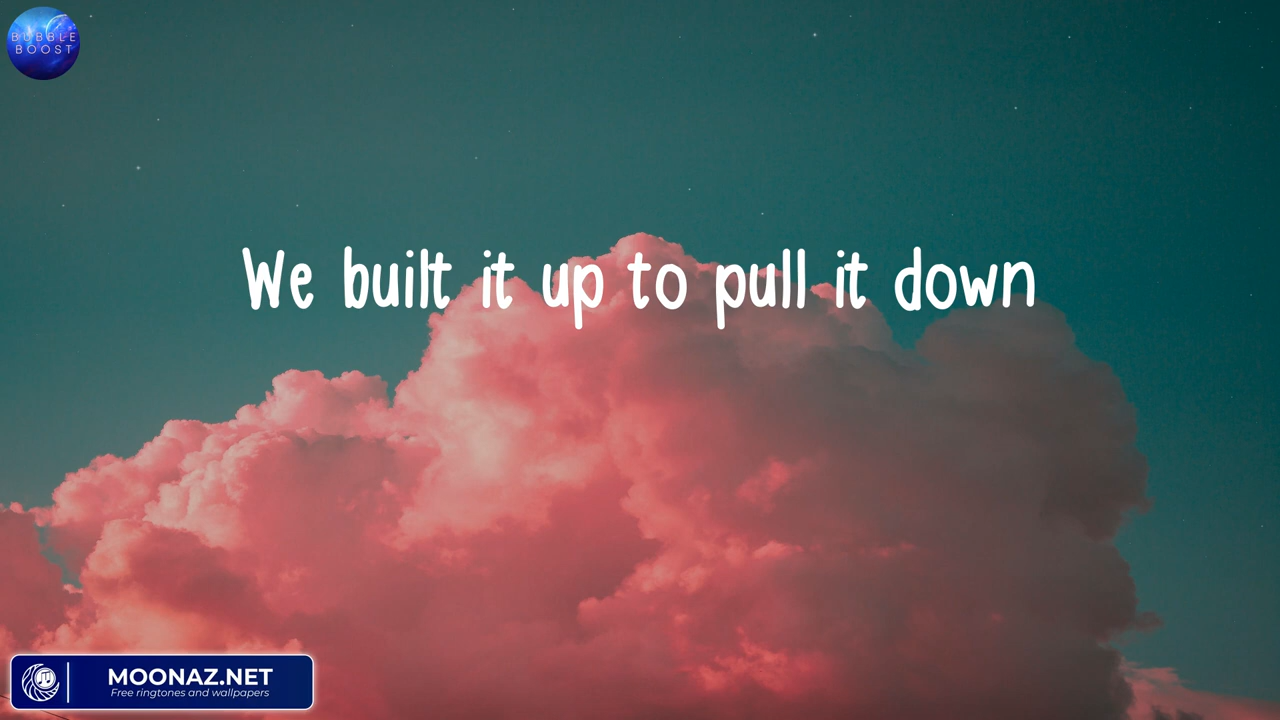 BUBBLE
BOOST
We built it up to pull it down
MOONAZ.NET
Free ringtones and wallpapers